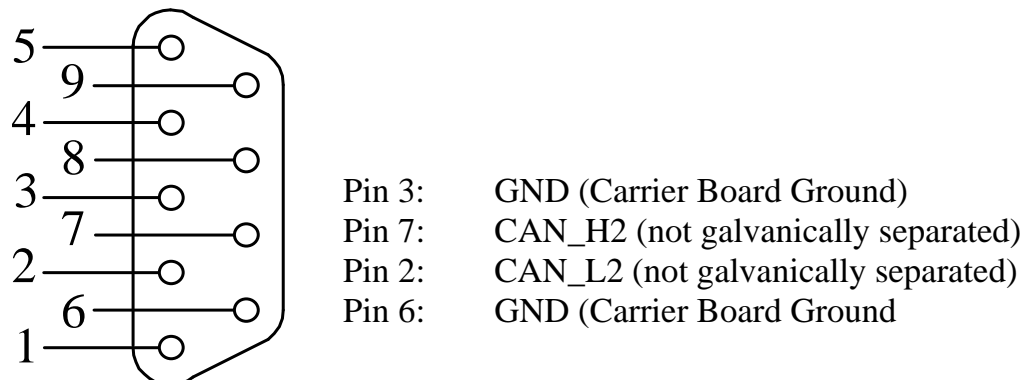 5
9
4
8
3
7
2
6
1
Pin 3: GND (Carrier Board Ground)
Pin 7: CAN_H2 (not galvanically separated)
Pin 2: CAN_L2 (not galvanically separated)
Pin 6: GND (Carrier Board Ground